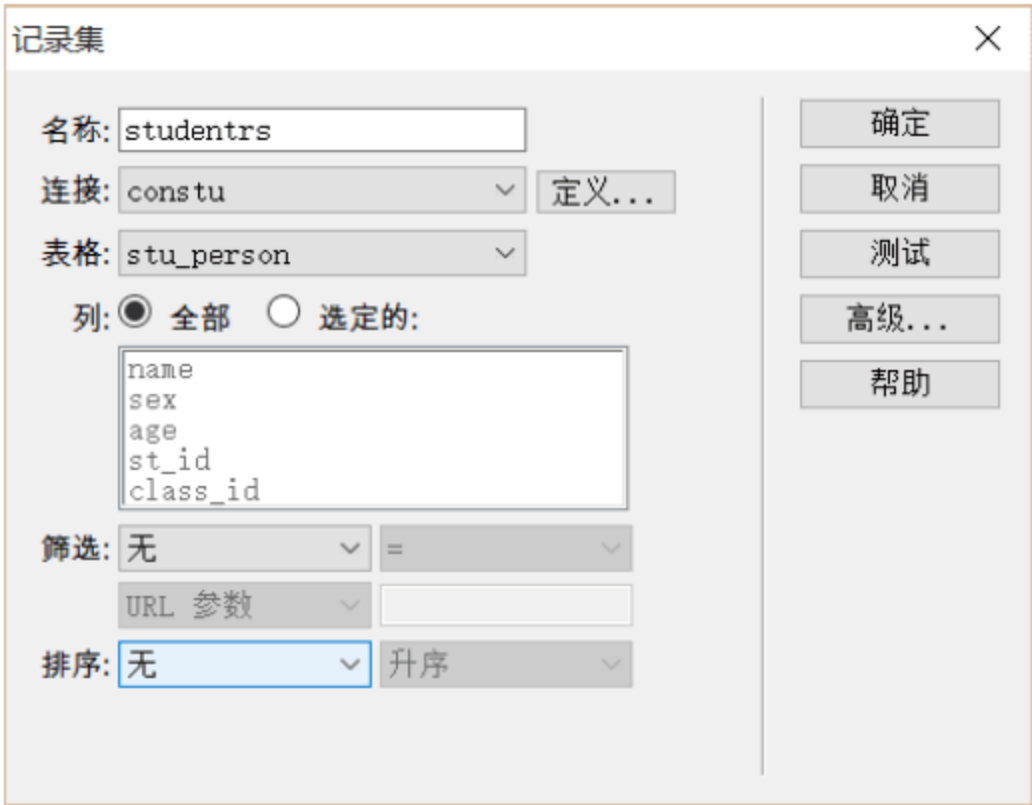 记录集
名称: studentrs
连接: constu 定义...
表格: stu_person
列: 全部 选定的:
name
sex
age
st_id
class_id
筛选: 无 =
URL 参数
排序: 无 升序
确定
取消
测试
高级...
帮助